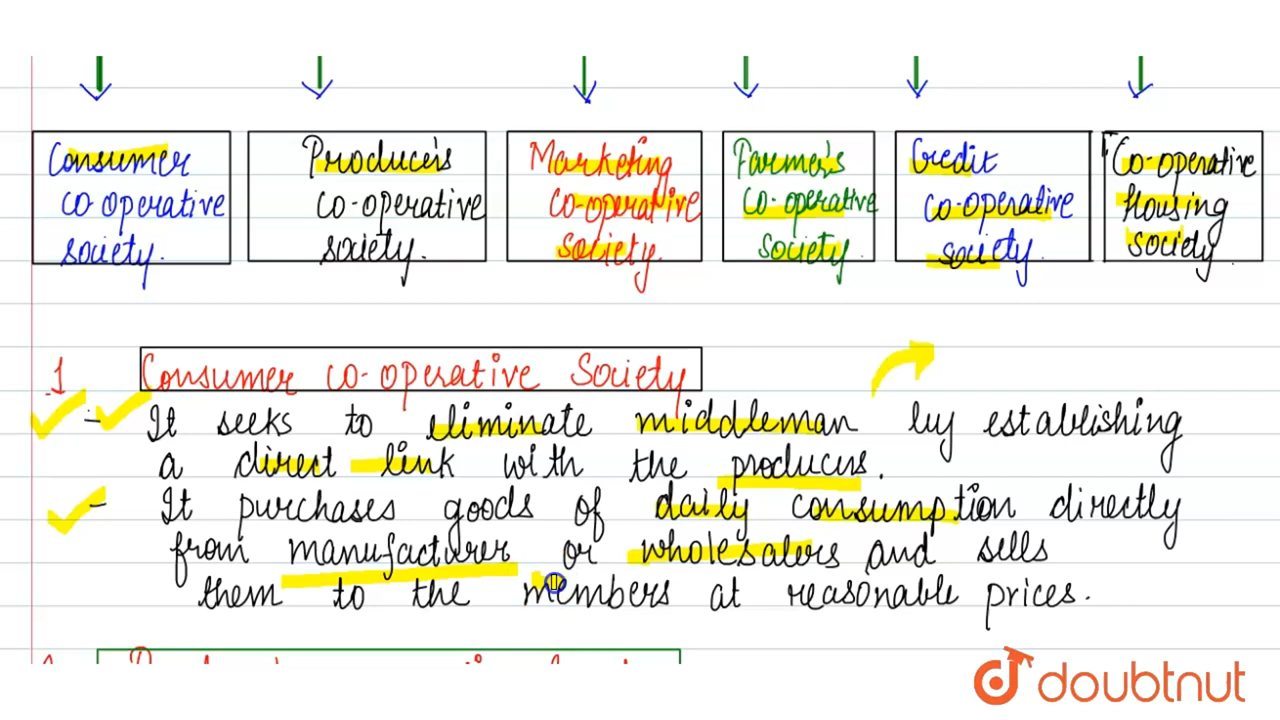 Consumer co operative society.
Producer's co-operative society.
Marketing co-operative society.
Farmer's co-operative society.
Credit co-operative society.
Co-operative housing society.
1 Consumer co-operative Society
- It seeks to eliminate middleman by establishing
a direct link with the producers.
- It purchases goods of daily consumption directly
from manufacturer or wholesalers and sells
them to the members at reasonable prices.
doubtnut